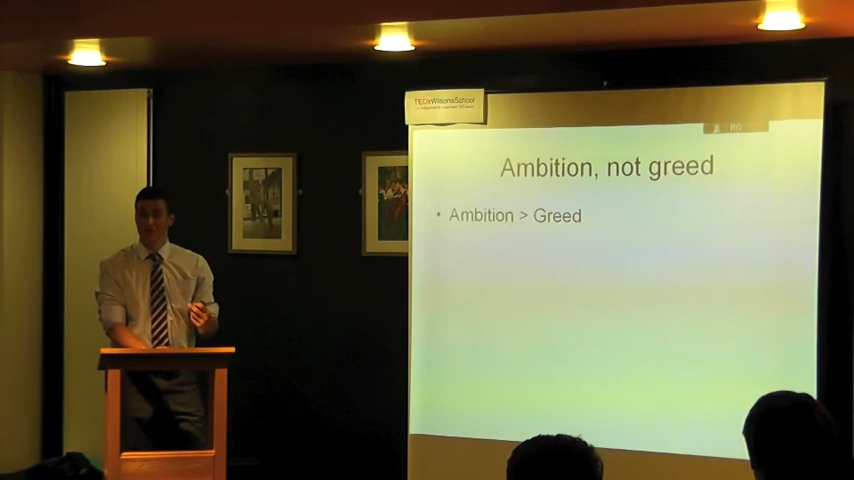 TEDxWilsonsSchool
Ambition, not greed
• Ambition > Greed